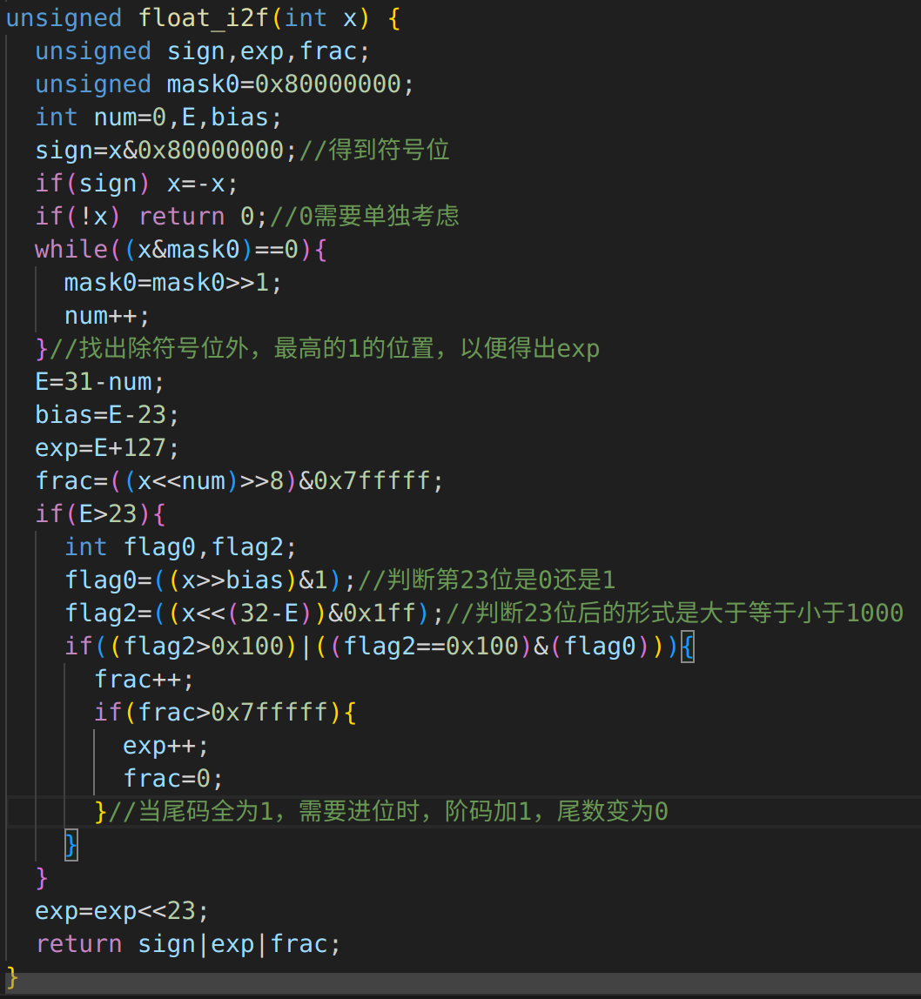 unsigned float_i2f(int x) {
  unsigned sign,exp,frac;
  unsigned mask0=0x80000000;
  int num=0,E,bias;
  sign=x&0x80000000;//得到符号位
  if(sign) x=-x;
  if(!x) return 0;//0需要单独考虑
  while((x&mask0)==0){
    mask0=mask0>>1;
    num++;
  }//找出除符号位外，最高的1的位置，以便得出exp
  E=31-num;
  bias=E-23;
  exp=E+127;
  frac=((x<<num)>>8)&0x7fffff;
  if(E>23){
    int flag0,flag2;
    flag0=((x>>bias)&1);//判断第23位是0还是1
    flag2=((x<<(32-E))&0x1ff);//判断23位后的形式是大于等于小于1000
    if((flag2>0x100)|((flag2==0x100)&(flag0))){
      frac++;
      if(frac>0x7fffff){
        exp++;
        frac=0;
      }//当尾码全为1，需要进位时，阶码加1，尾数变为0
    }
  }
  exp=exp<<23;
  return sign|exp|frac;
}